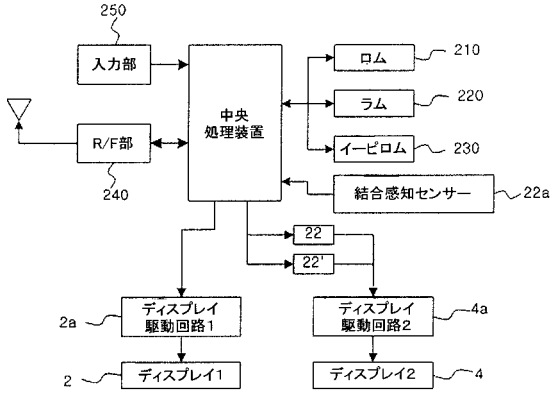 250
入力部
R/F部
240
中央
処理装置
ロム
210
ラム
220
イーピロム
230
結合感知センサー
22a
22
22'
2a
ディスプレイ
駆動回路1
ディスプレイ
駆動回路2
4a
2
ディスプレイ1
ディスプレイ2
4